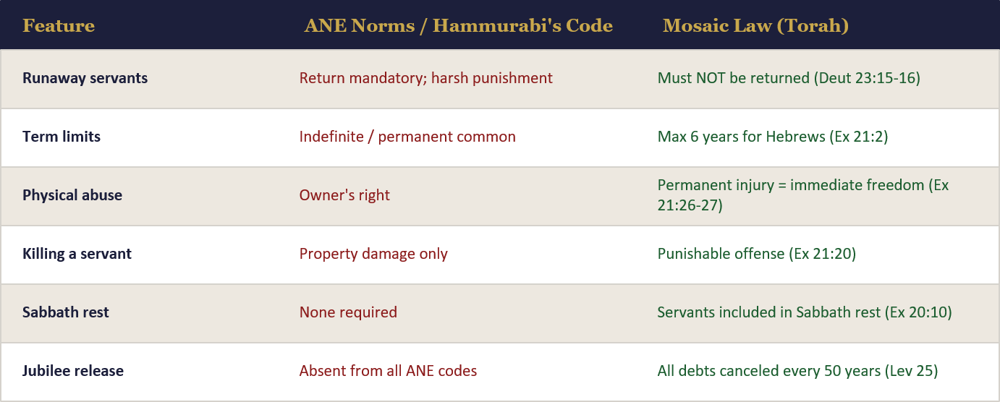 Feature ANE Norms / Hammurabi's Code Mosaic Law (Torah)
Runaway servants Return mandatory; harsh punishment Must NOT be returned (Deut 23:15-16)
Term limits Indefinite / permanent common Max 6 years for Hebrews (Ex 21:2)
Physical abuse Owner's right Permanent injury = immediate freedom (Ex
21:26-27)
Killing a servant Property damage only Punishable offense (Ex 21:20)
Sabbath rest None required Servants included in Sabbath rest (Ex 20:10)
Jubilee release Absent from all ANE codes All debts canceled every 50 years (Lev 25)